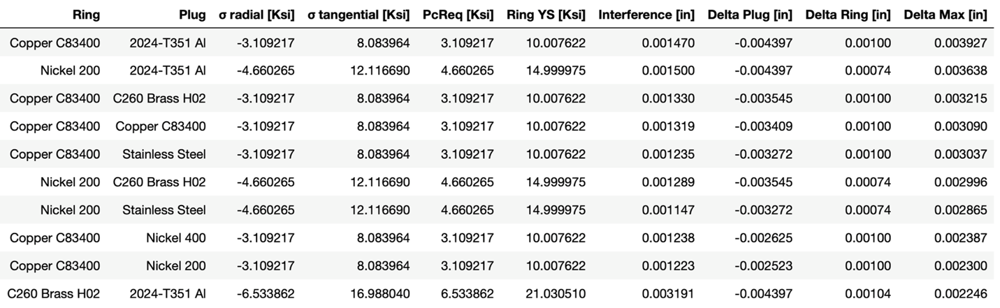 Ring Plug σ radial [Ksi] σ tangential [Ksi] PcReq [Ksi] Ring YS [Ksi] Interference [in] Delta Plug [in] Delta Ring [in] Delta Max [in]
Copper C83400 2024-T351 Al -3.109217 8.083964 3.109217 10.007622 0.001470 -0.004397 0.00100 0.003927
Nickel 200 2024-T351 Al -4.660265 12.116690 4.660265 14.999975 0.001500 -0.004397 0.00074 0.003638
Copper C83400 C260 Brass H02 -3.109217 8.083964 3.109217 10.007622 0.001330 -0.003545 0.00100 0.003215
Copper C83400 Copper C83400 -3.109217 8.083964 3.109217 10.007622 0.001319 -0.003409 0.00100 0.003090
Copper C83400 Stainless Steel -3.109217 8.083964 3.109217 10.007622 0.001235 -0.003272 0.00100 0.003037
Nickel 200 C260 Brass H02 -4.660265 12.116690 4.660265 14.999975 0.001289 -0.003545 0.00074 0.002996
Nickel 200 Stainless Steel -4.660265 12.116690 4.660265 14.999975 0.001147 -0.003272 0.00074 0.002865
Copper C83400 Nickel 400 -3.109217 8.083964 3.109217 10.007622 0.001238 -0.002625 0.00100 0.002387
Copper C83400 Nickel 200 -3.109217 8.083964 3.109217 10.007622 0.001223 -0.002523 0.00100 0.002300
C260 Brass H02 2024-T351 Al -6.533862 16.988040 6.533862 21.030510 0.003191 -0.004397 0.00104 0.002246